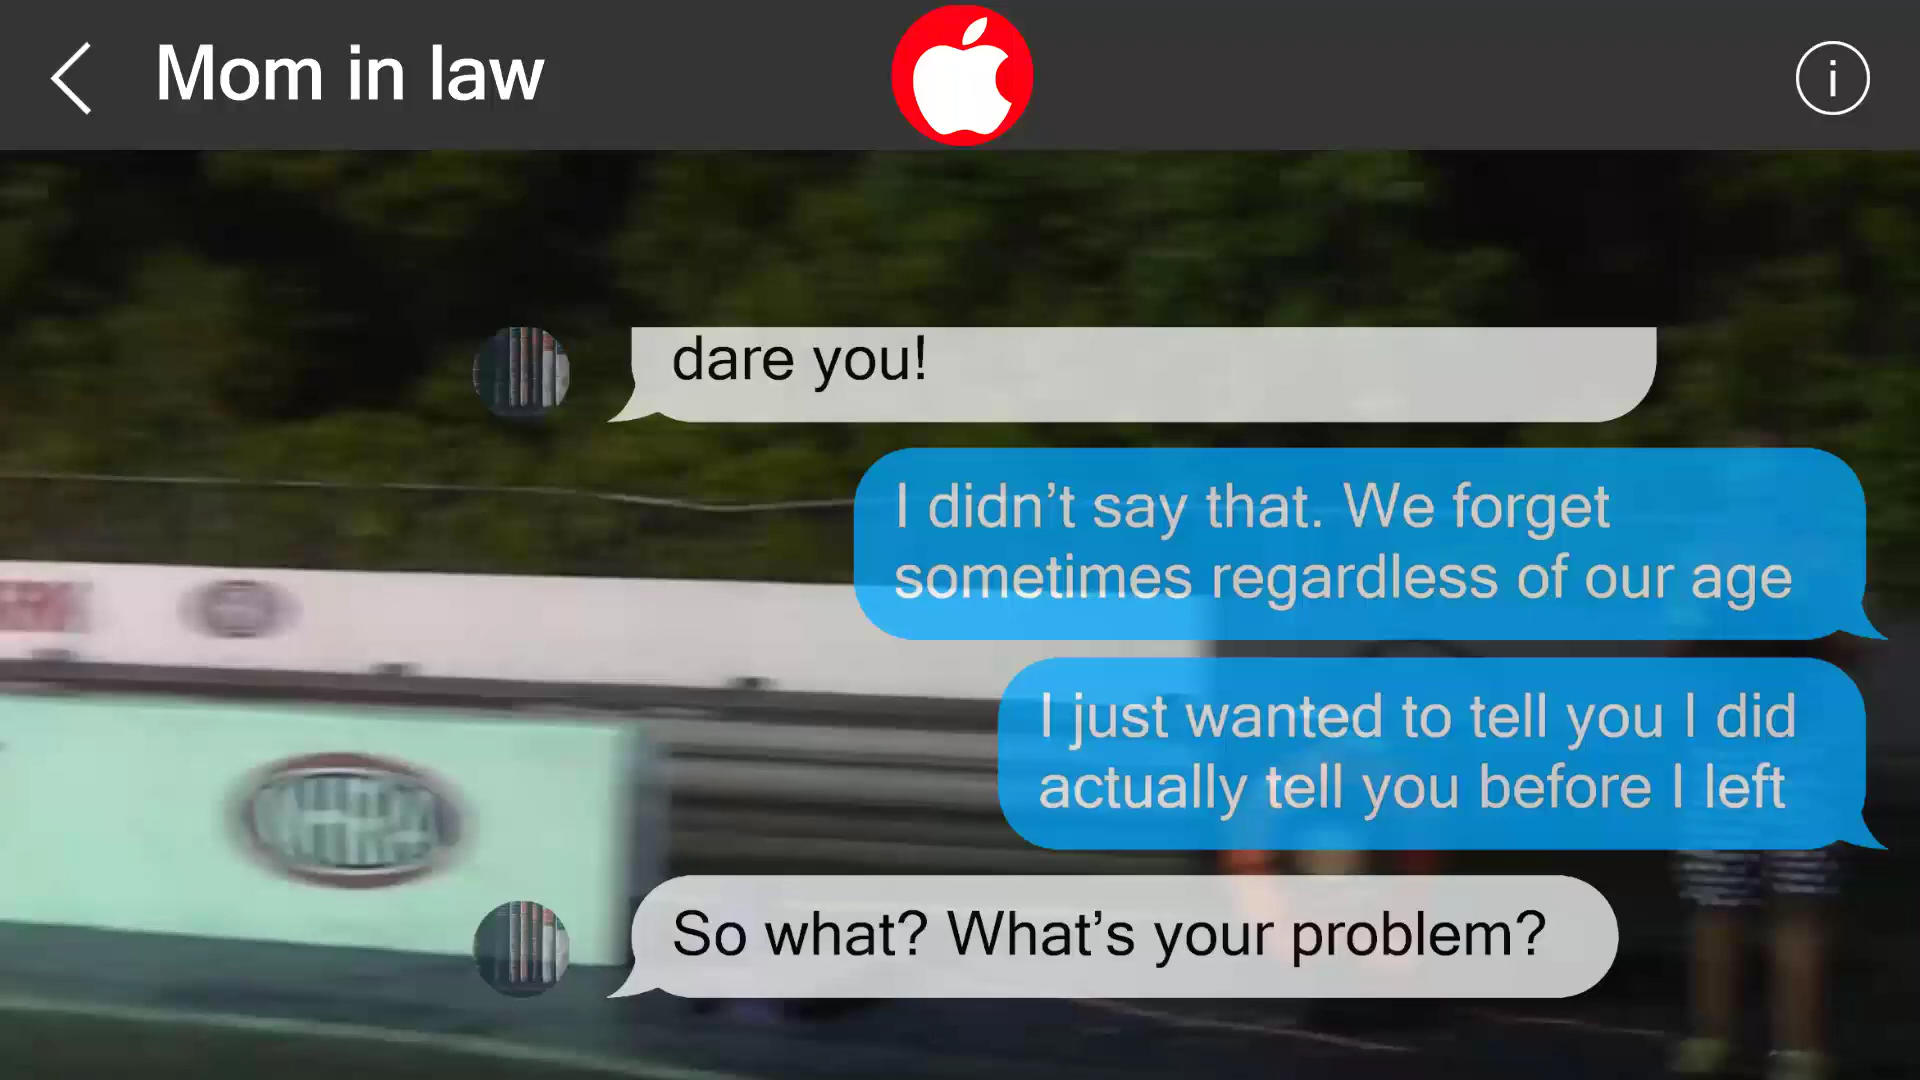 Mom in law
dare you!
I didn’t say that. We forget
sometimes regardless of our age
I just wanted to tell you I did
actually tell you before I left
So what? What’s your problem?